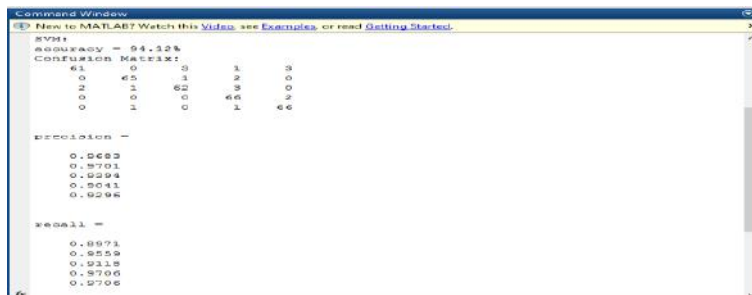 Command Window
New to MATLAB? Watch this Video, see Examples, or read Getting Started.
SVM:
accuracy = 94.12%
Confusion Matrix:
61 0 3 1 3
0 65 1 2 0
2 1 62 3 0
0 0 0 66 2
0 1 0 1 66
precision =
0.9683
0.9701
0.9394
0.9041
0.9296
recall =
0.8971
0.9559
0.9118
0.9706
0.9706
fx